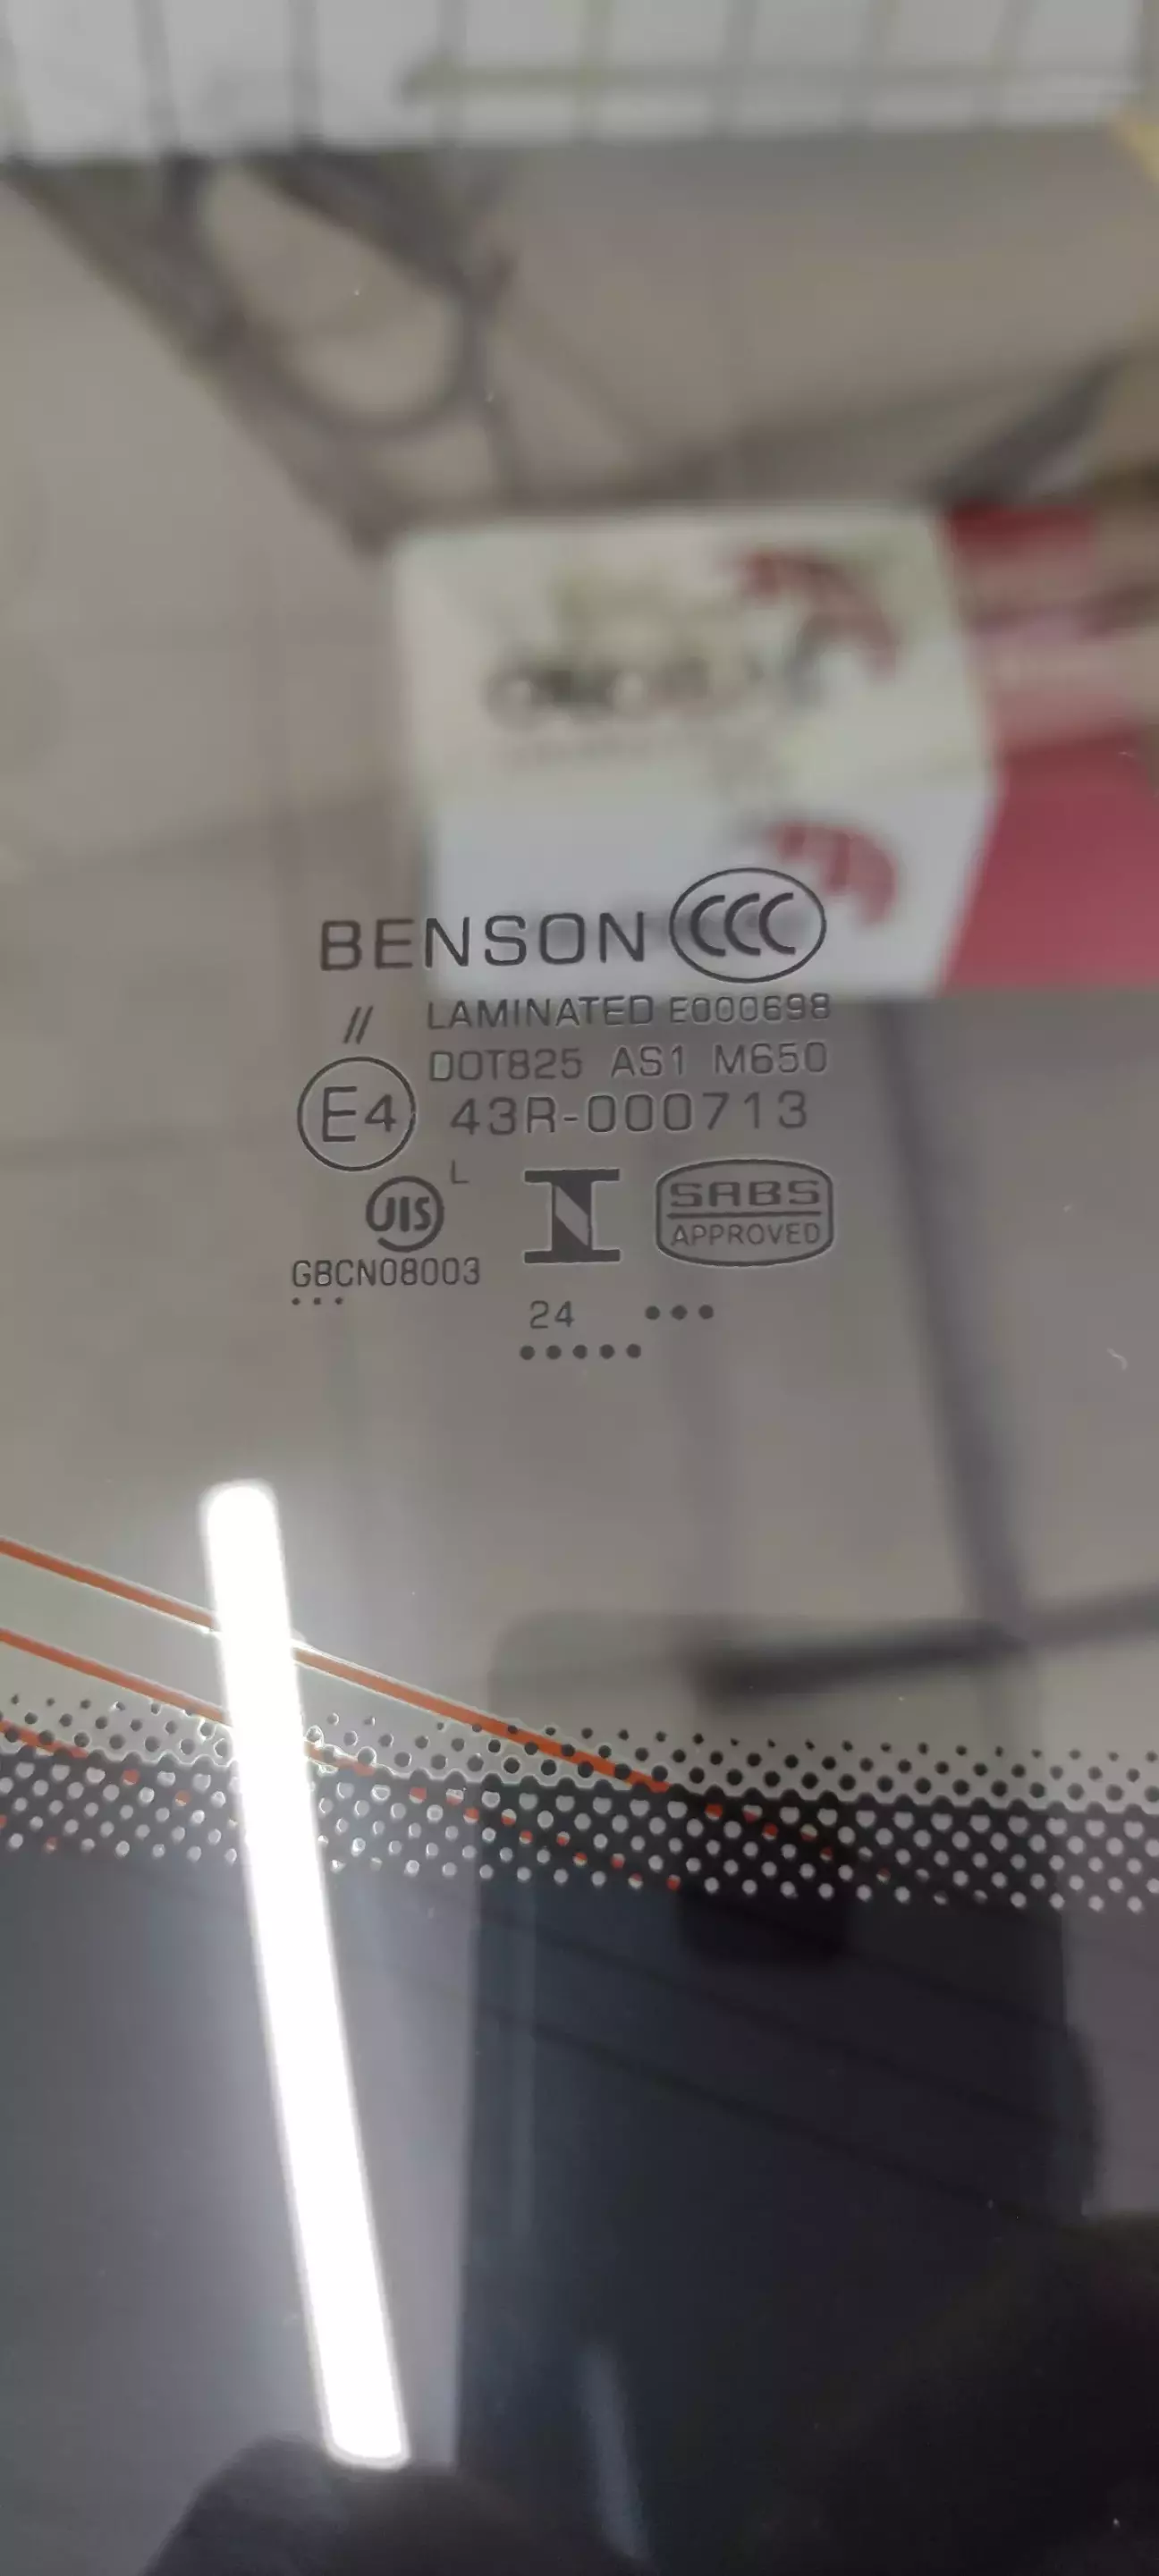 BENSON CCC
// LAMINATED E000698
DOT825 AS1 M650
E4 43R-000713
L
JIS N SABS
APPROVED
GBCN08003
24